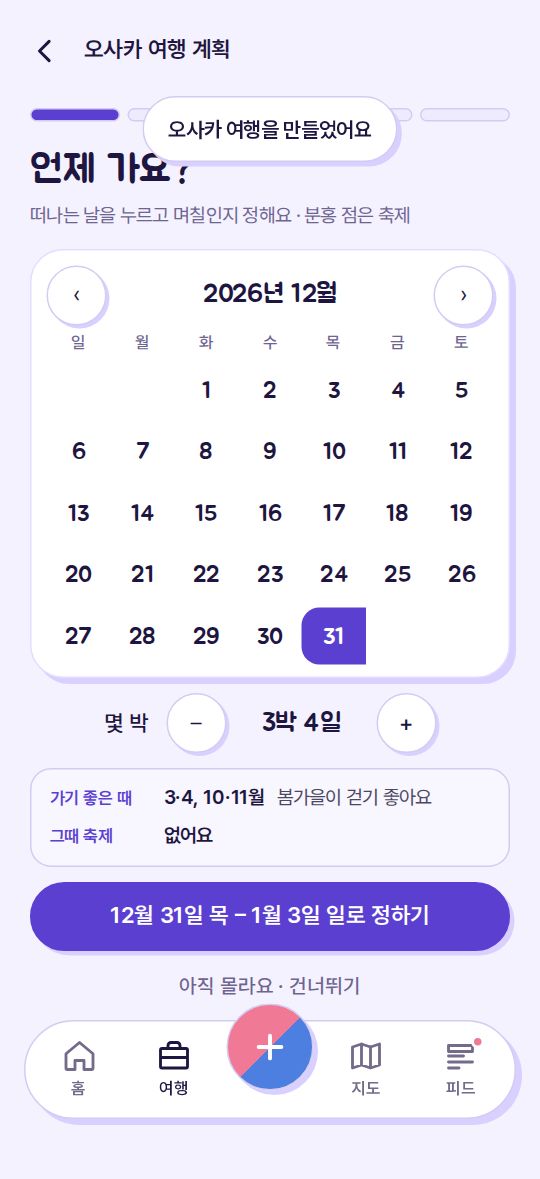 오사카 여행 계획
오사카 여행을 만들었어요
언제 가요?
떠나는 날을 누르고 며칠인지 정해요 · 분홍 점은 축제
‹ 2026년 12월 ›
일 월 화 수 목 금 토
1 2 3 4 5
6 7 8 9 10 11 12
13 14 15 16 17 18 19
20 21 22 23 24 25 26
27 28 29 30 31
몇 박 − 3박 4일 +
가기 좋은 때 3·4, 10·11월 봄가을이 걷기 좋아요
그때 축제 없어요
12월 31일 목 – 1월 3일 일로 정하기
아직 몰라요 · 건너뛰기
홈 여행 지도 피드